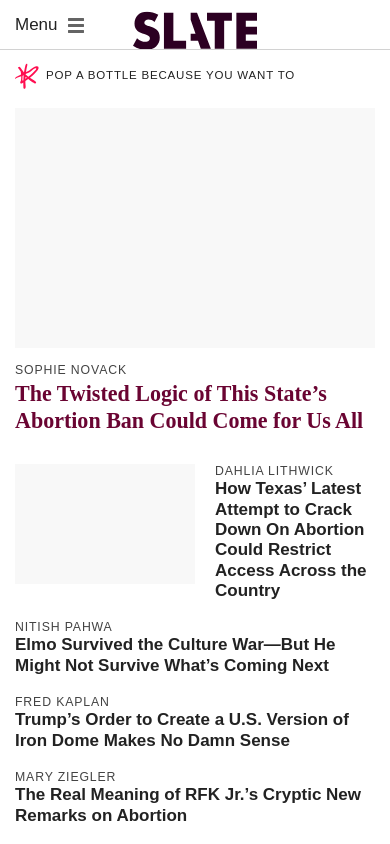 Menu
SLATE
POP A BOTTLE BECAUSE YOU WANT TO
SOPHIE NOVACK
The Twisted Logic of This State’s
Abortion Ban Could Come for Us All
DAHLIA LITHWICK
How Texas’ Latest
Attempt to Crack
Down On Abortion
Could Restrict
Access Across the
Country
NITISH PAHWA
Elmo Survived the Culture War—But He
Might Not Survive What’s Coming Next
FRED KAPLAN
Trump’s Order to Create a U.S. Version of
Iron Dome Makes No Damn Sense
MARY ZIEGLER
The Real Meaning of RFK Jr.’s Cryptic New
Remarks on Abortion